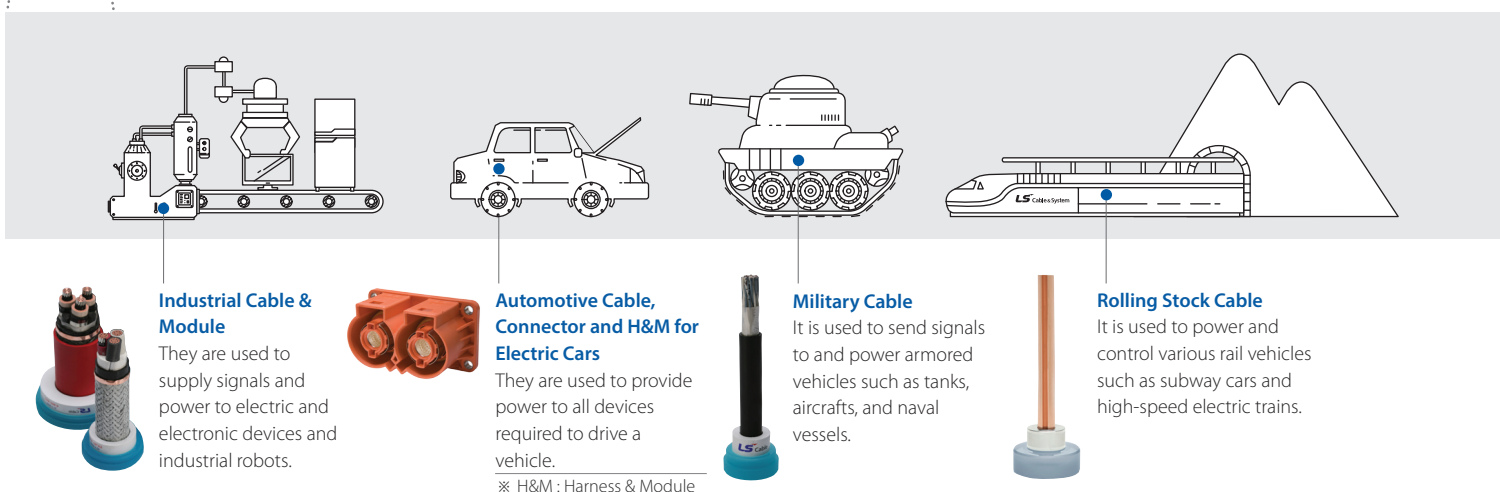 LS Cable & System
Industrial Cable &
Module
They are used to
supply signals and
power to electric and
electronic devices and
industrial robots.
Automotive Cable,
Connector and H&M for
Electric Cars
They are used to provide
power to all devices
required to drive a
vehicle.
※ H&M : Harness & Module
Military Cable
It is used to send signals
to and power armored
vehicles such as tanks,
aircrafts, and naval
vessels.
LS Cable
Rolling Stock Cable
It is used to power and
control various rail vehicles
such as subway cars and
high-speed electric trains.